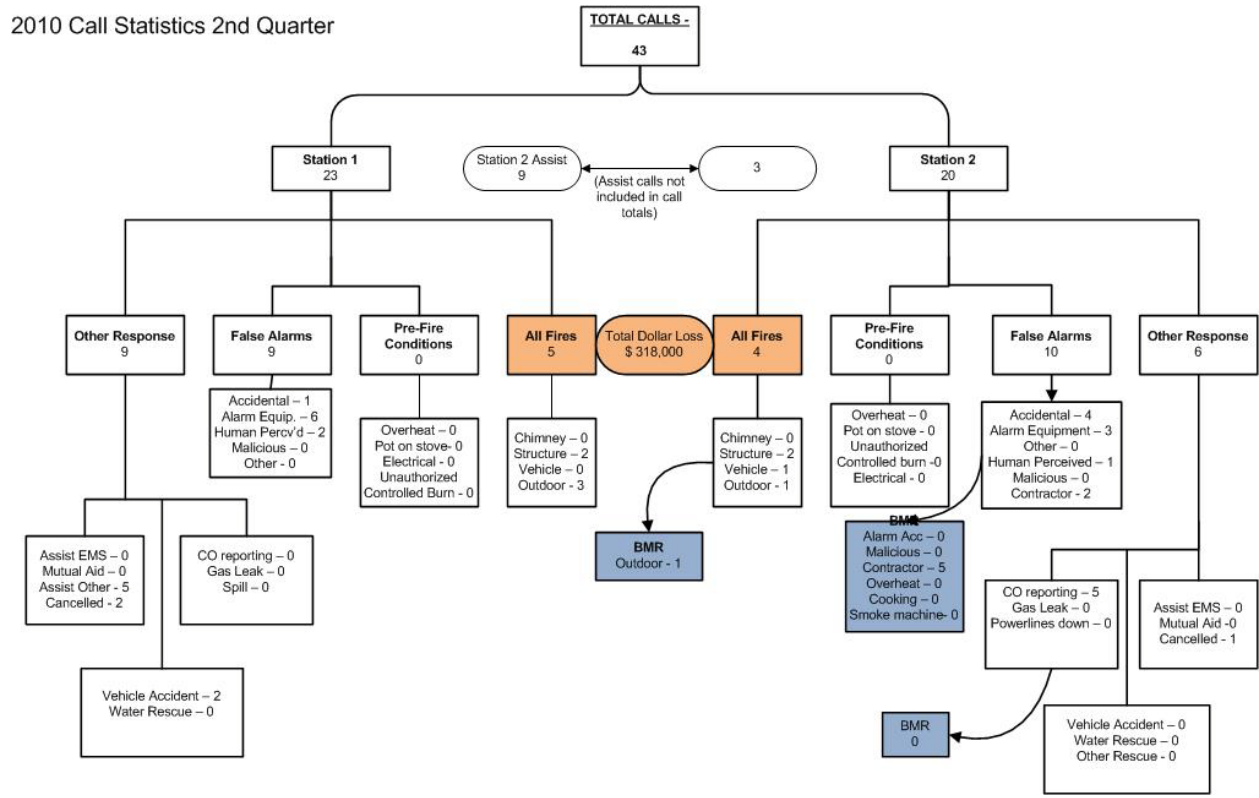 2010 Call Statistics 2nd Quarter
TOTAL CALLS -
43
Station 1
23
Station 2 Assist
9
(Assist calls not
included in call
totals)
3
Station 2
20
Other Response
9
False Alarms
9
Pre-Fire
Conditions
0
All Fires
5
Total Dollar Loss
$ 318,000
All Fires
4
Pre-Fire
Conditions
0
False Alarms
10
Other Response
6
Accidental – 1
Alarm Equip. – 6
Human Percv'd – 2
Malicious – 0
Other - 0
Overheat – 0
Pot on stove- 0
Electrical - 0
Unauthorized
Controlled Burn - 0
Chimney – 0
Structure – 2
Vehicle – 0
Outdoor - 3
Chimney – 0
Structure – 2
Vehicle – 1
Outdoor - 1
Overheat – 0
Pot on stove - 0
Unauthorized
Controlled burn -0
Electrical - 0
Accidental – 4
Alarm Equipment – 3
Other – 0
Human Perceived – 1
Malicious – 0
Contractor - 2
Assist EMS – 0
Mutual Aid – 0
Assist Other - 5
Cancelled - 2
CO reporting – 0
Gas Leak – 0
Spill – 0
BMR
Outdoor - 1
BMR
Alarm Acc – 0
Malicious – 0
Contractor – 5
Overheat – 0
Cooking – 0
Smoke machine- 0
CO reporting – 5
Gas Leak – 0
Powerlines down – 0
Assist EMS – 0
Mutual Aid -0
Cancelled - 1
Vehicle Accident – 2
Water Rescue – 0
BMR
0
Vehicle Accident – 0
Water Rescue – 0
Other Rescue - 0